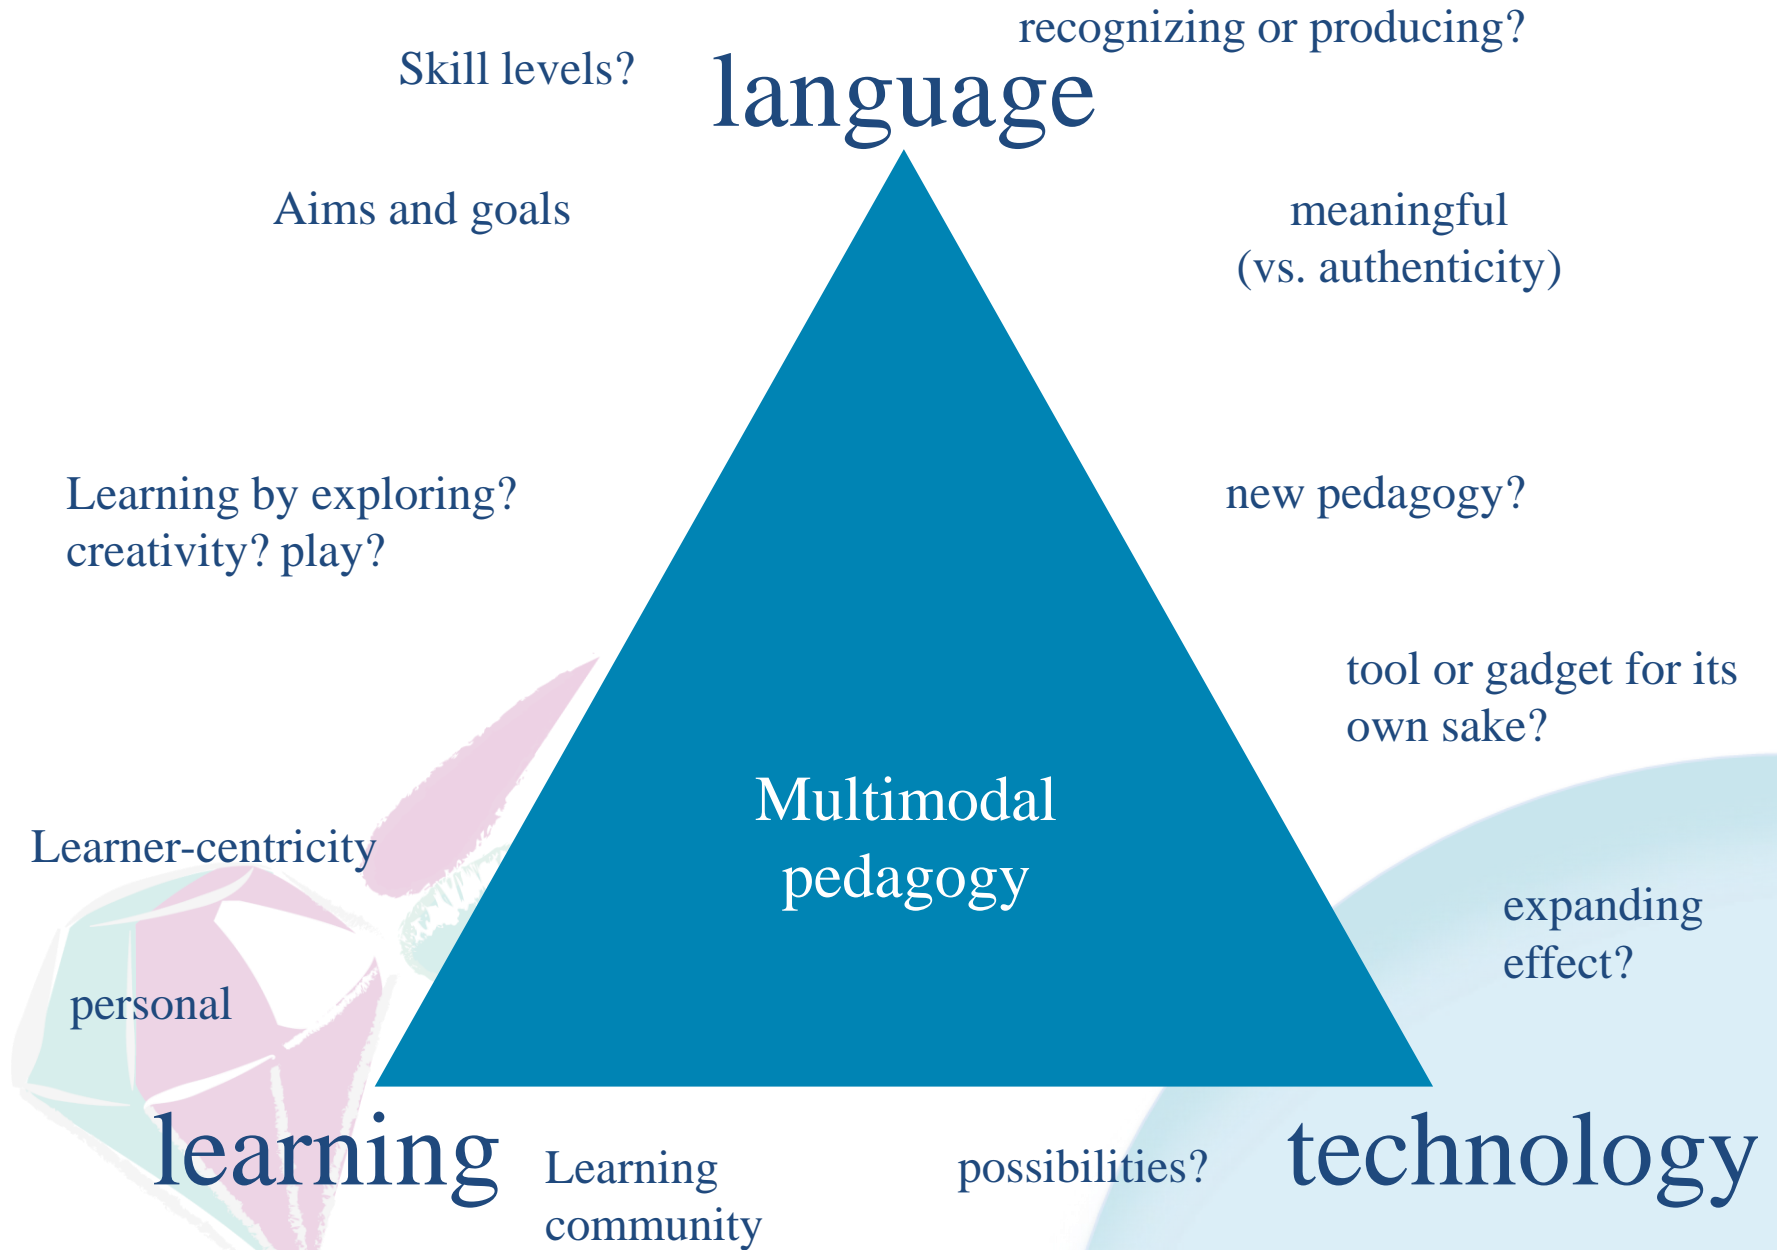 recognizing or producing?
Skill levels?
language
Aims and goals
meaningful
(vs. authenticity)
Learning by exploring?
creativity? play?
new pedagogy?
tool or gadget for its
own sake?
Multimodal
pedagogy
Learner-centricity
expanding
effect?
personal
learning
technology
Learning
community
possibilities?